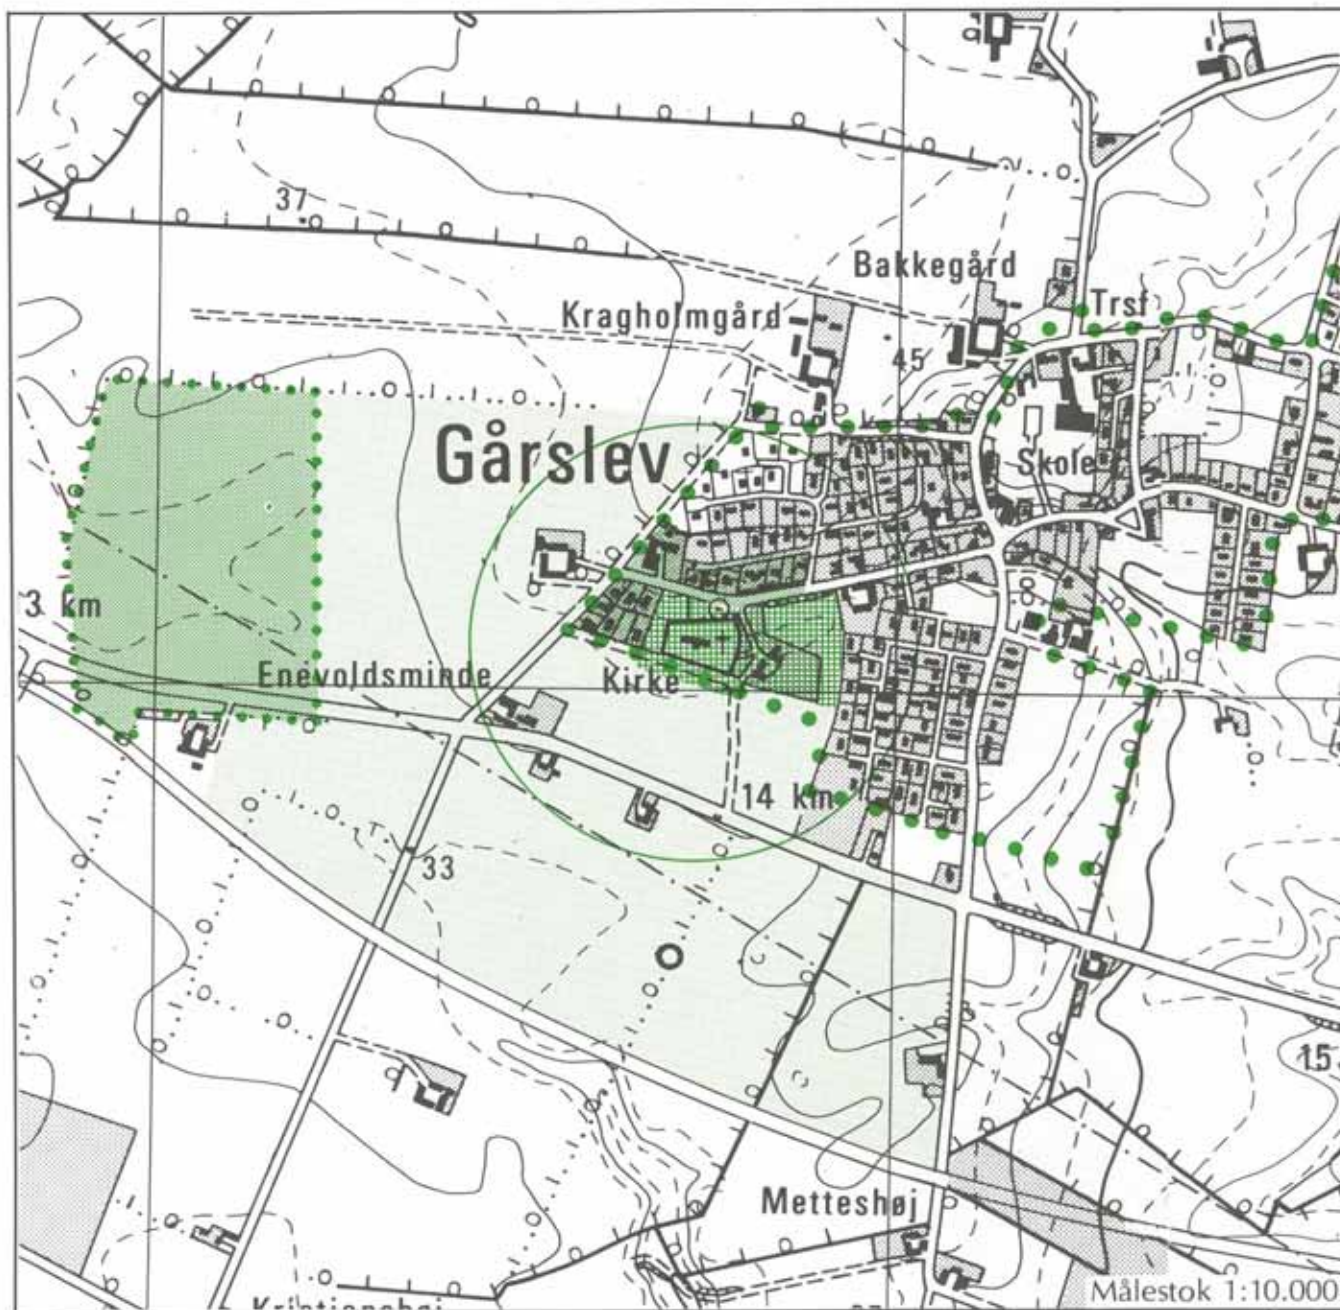 37
Bakkegård
Trsf
Kragholmgård
45
Gårslev
Skole
3 km
Enevoldsminde
Kirke
14 km
33
15
Metteshøj
Målestok 1:10.000